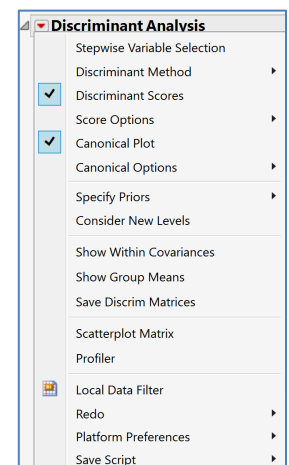 Discriminant Analysis
Stepwise Variable Selection
Discriminant Method
Discriminant Scores
Score Options
Canonical Plot
Canonical Options
Specify Priors
Consider New Levels
Show Within Covariances
Show Group Means
Save Discrim Matrices
Scatterplot Matrix
Profiler
Local Data Filter
Redo
Platform Preferences
Save Script